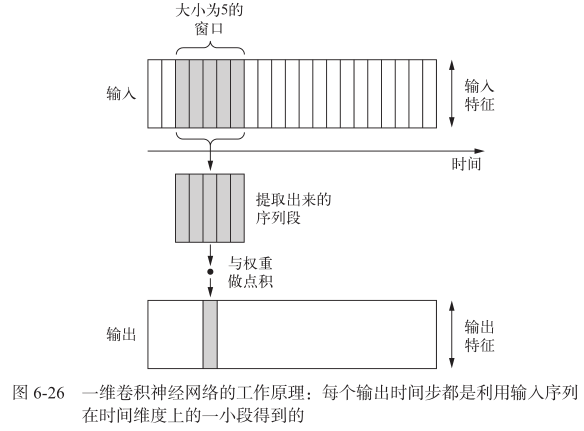 大小为5的
窗口
输入
输入
特征
时间
提取出来的
序列段
与权重
做点积
输出
输出
特征
图 6-26 一维卷积神经网络的工作原理：每个输出时间步都是利用输入序列
在时间维度上的一小段得到的